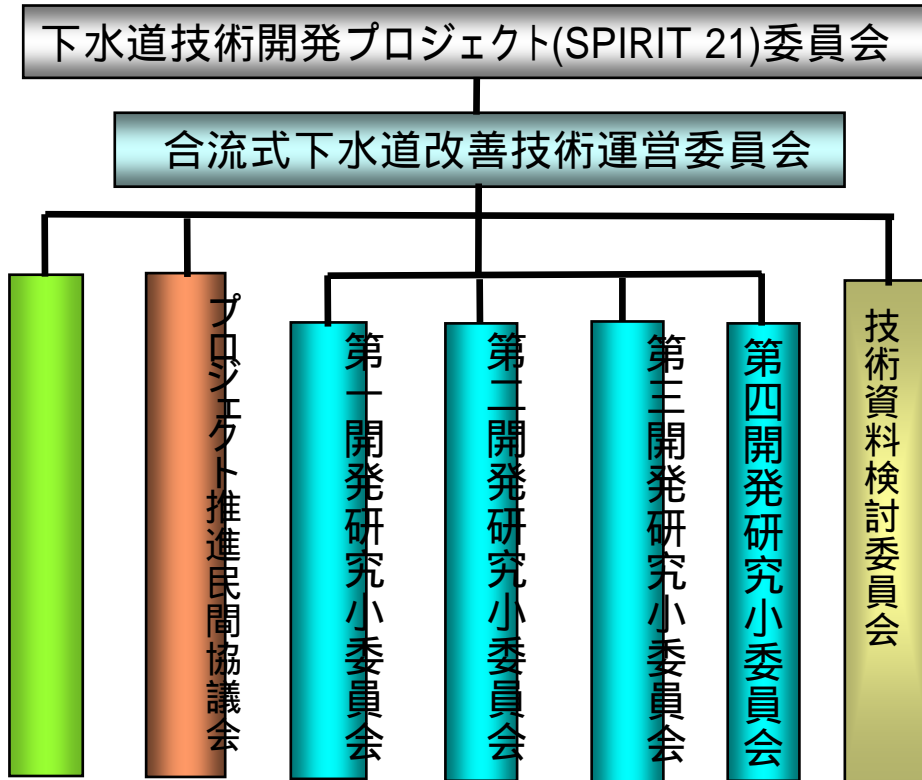 下水道技術開発プロジェクト(SPIRIT 21)委員会
合流式下水道改善技術運営委員会
プロジェクト推進民間協議会
第一開発研究小委員会
第二開発研究小委員会
第三開発研究小委員会
第四開発研究小委員会
技術資料検討委員会